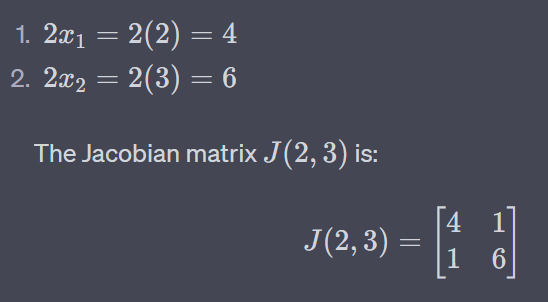 1. 2x₁ = 2(2) = 4
2. 2x₂ = 2(3) = 6
The Jacobian matrix J(2, 3) is:
J(2, 3) = [4 1
1 6]